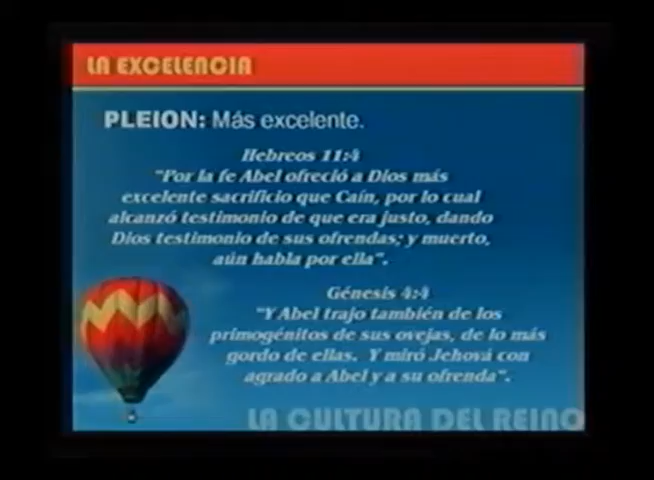 LA EXCELENCIA
PLEION: Más excelente.
Hebreos 11:4
"Por la fe Abel ofreció a Dios más
excelente sacrificio que Caín, por lo cual
alcanzó testimonio de que era justo, dando
Dios testimonio de sus ofrendas; y muerto,
aún habla por ella".
Génesis 4:4
"Y Abel trajo también de los
primogénitos de sus ovejas, de lo más
gordo de ellas. Y miró Jehová con
agrado a Abel y a su ofrenda".
LA CULTURA DEL REINO